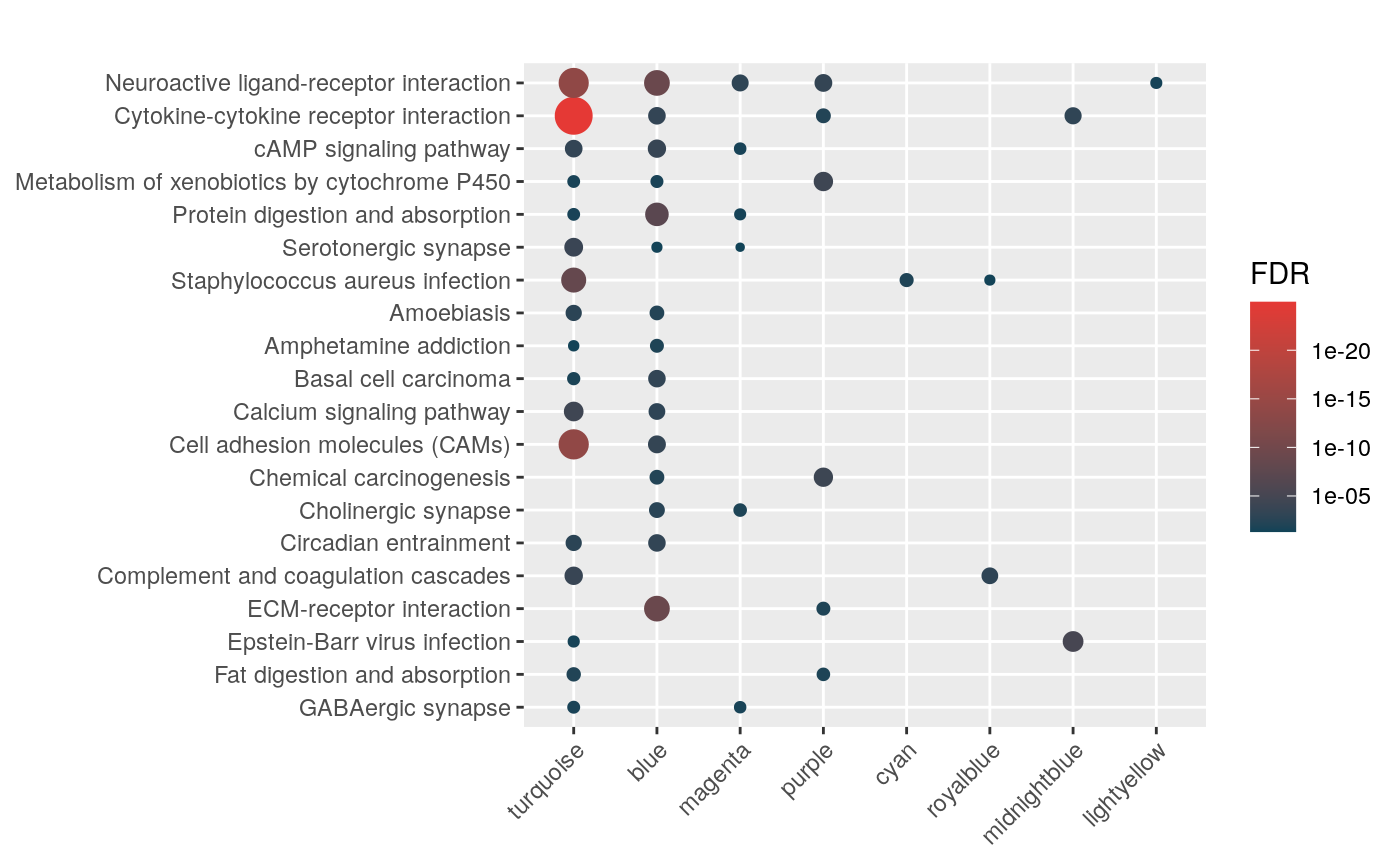 Neuroactive ligand-receptor interaction
Cytokine-cytokine receptor interaction
cAMP signaling pathway
Metabolism of xenobiotics by cytochrome P450
Protein digestion and absorption
Serotonergic synapse
Staphylococcus aureus infection
Amoebiasis
Amphetamine addiction
Basal cell carcinoma
Calcium signaling pathway
Cell adhesion molecules (CAMs)
Chemical carcinogenesis
Cholinergic synapse
Circadian entrainment
Complement and coagulation cascades
ECM-receptor interaction
Epstein-Barr virus infection
Fat digestion and absorption
GABAergic synapse
turquoise
blue
magenta
purple
cyan
royalblue
midnightblue
lightyellow
FDR
1e-20
1e-15
1e-10
1e-05